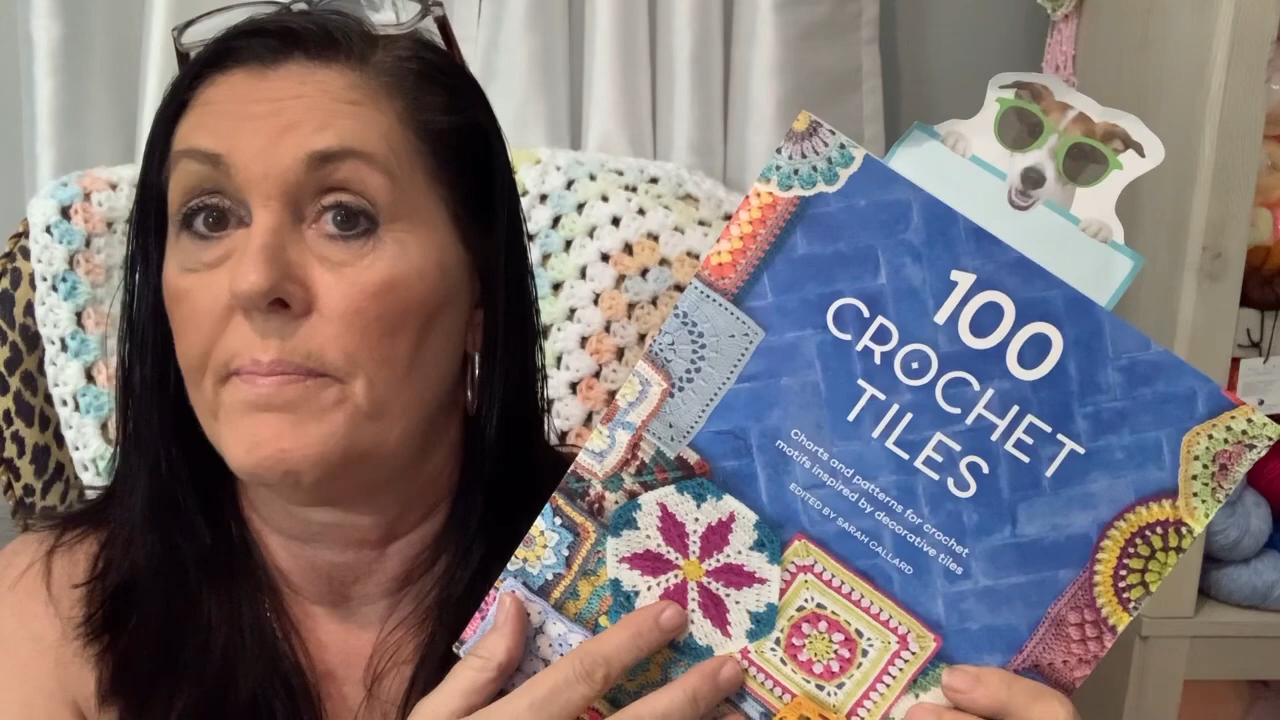 100
CROCHET
TILES
Charts and patterns for crochet
motifs inspired by decorative tiles
EDITED BY SARAH CALLARD